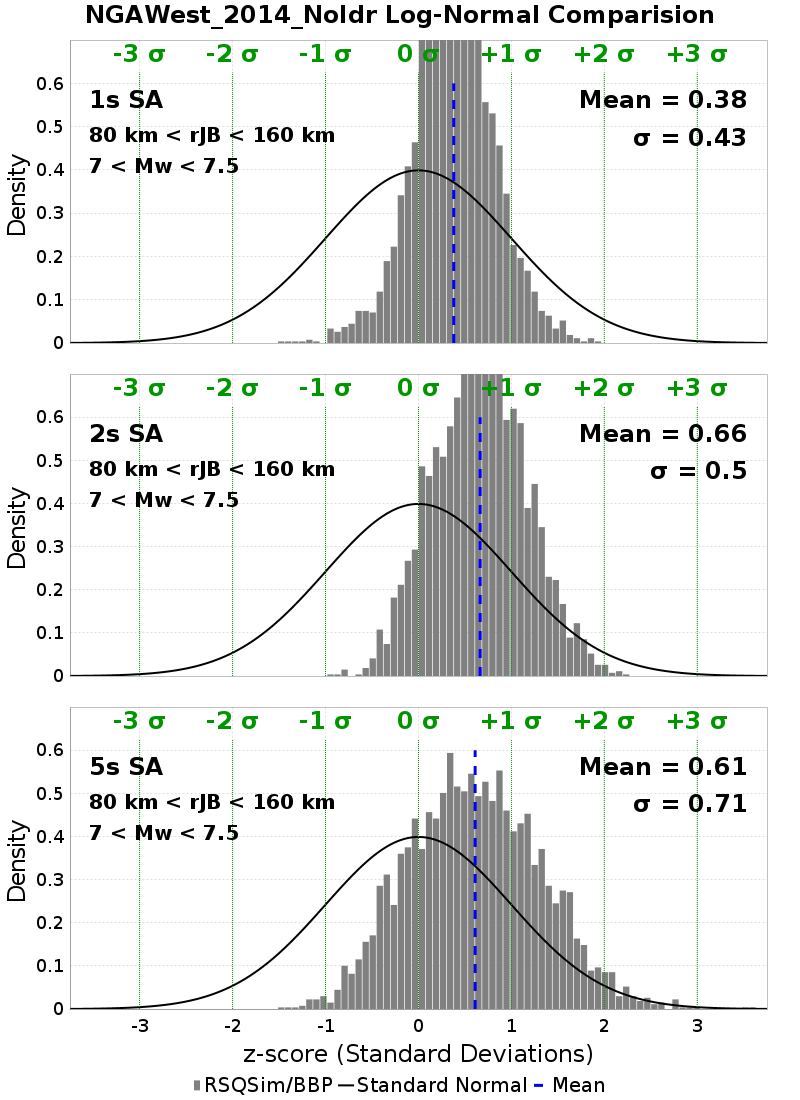 NGAWest_2014_NoIdr Log-Normal Comparision
-3 σ -2 σ -1 σ 0 σ +1 σ +2 σ +3 σ
1s SA
Mean = 0.38
80 km < rJB < 160 km
σ = 0.43
7 < Mw < 7.5
0.6
0.5
0.4
0.3
0.2
0.1
0
Density
-3 σ -2 σ -1 σ 0 σ +1 σ +2 σ +3 σ
2s SA
Mean = 0.66
80 km < rJB < 160 km
σ = 0.5
7 < Mw < 7.5
0.6
0.5
0.4
0.3
0.2
0.1
0
Density
-3 σ -2 σ -1 σ 0 σ +1 σ +2 σ +3 σ
5s SA
Mean = 0.61
80 km < rJB < 160 km
σ = 0.71
7 < Mw < 7.5
0.6
0.5
0.4
0.3
0.2
0.1
0
Density
-3 -2 -1 0 1 2 3
z-score (Standard Deviations)
RSQSim/BBP Standard Normal Mean